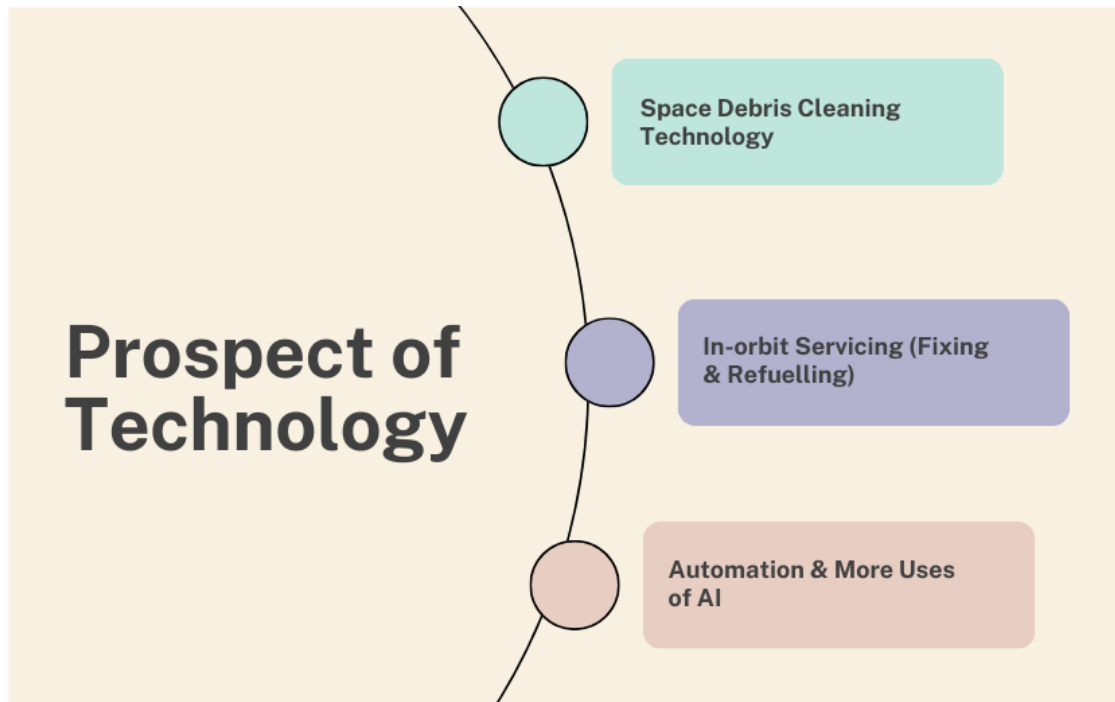 Prospect of
Technology
Space Debris Cleaning
Technology
In-orbit Servicing (Fixing
& Refuelling)
Automation & More Uses
of AI